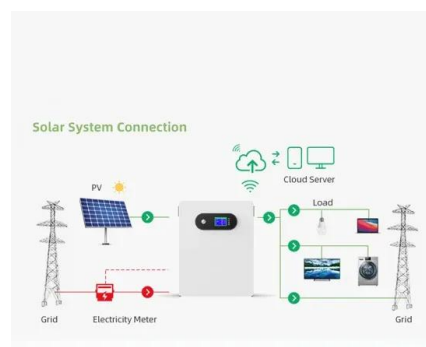 Solar System Connection
Cloud Server
PV
Load
Grid
Electricity Meter
Grid